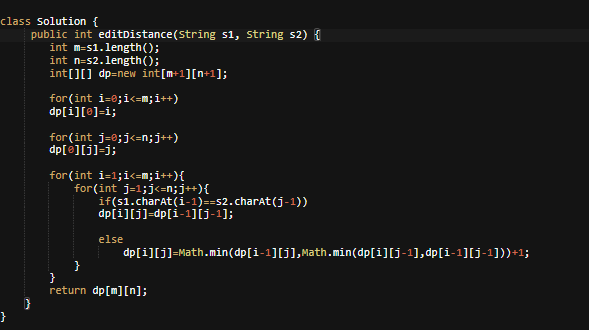 class Solution {
    public int editDistance(String s1, String s2) {
        int m=s1.length();
        int n=s2.length();
        int[][] dp=new int[m+1][n+1];

        for(int i=0;i<=m;i++)
        dp[i][0]=i;

        for(int j=0;j<=n;j++)
        dp[0][j]=j;

        for(int i=1;i<=m;i++){
            for(int j=1;j<=n;j++){
                if(s1.charAt(i-1)==s2.charAt(j-1))
                dp[i][j]=dp[i-1][j-1];

                else
                    dp[i][j]=Math.min(dp[i-1][j],Math.min(dp[i][j-1],dp[i-1][j-1]))+1;
            }
        }
        return dp[m][n];
    }
}